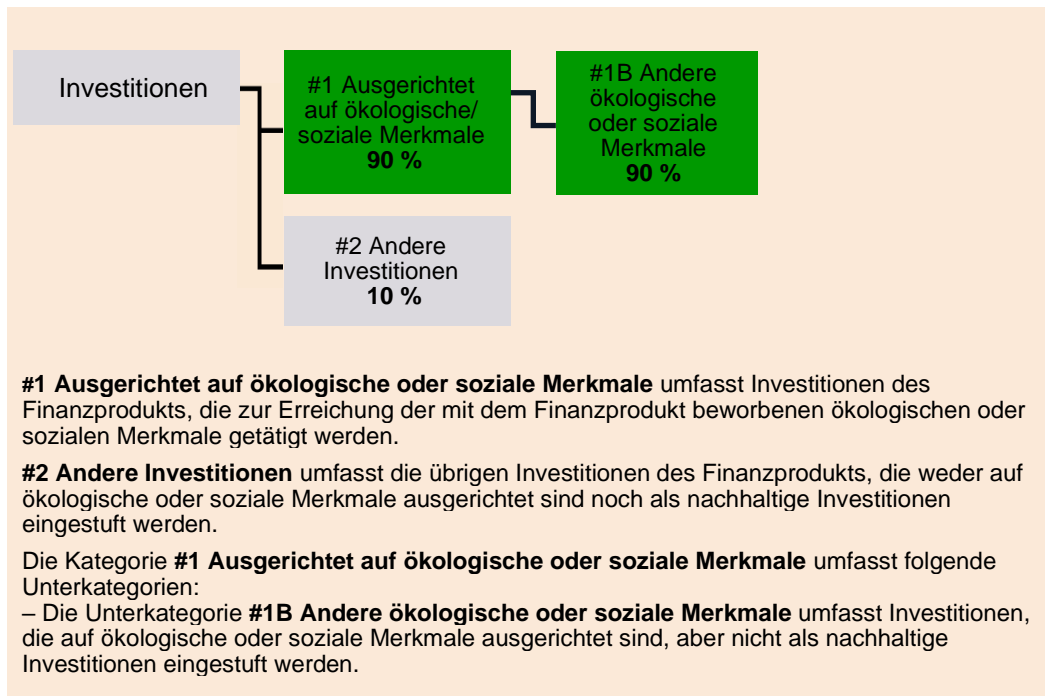 Investitionen
#1 Ausgerichtet
auf ökologische/
soziale Merkmale
90 %
#1B Andere
ökologische
oder soziale
Merkmale
90 %
#2 Andere
Investitionen
10 %
#1 Ausgerichtet auf ökologische oder soziale Merkmale umfasst Investitionen des
Finanzprodukts, die zur Erreichung der mit dem Finanzprodukt beworbenen ökologischen oder
sozialen Merkmale getätigt werden.
#2 Andere Investitionen umfasst die übrigen Investitionen des Finanzprodukts, die weder auf
ökologische oder soziale Merkmale ausgerichtet sind noch als nachhaltige Investitionen
eingestuft werden.
Die Kategorie #1 Ausgerichtet auf ökologische oder soziale Merkmale umfasst folgende
Unterkategorien:
– Die Unterkategorie #1B Andere ökologische oder soziale Merkmale umfasst Investitionen,
die auf ökologische oder soziale Merkmale ausgerichtet sind, aber nicht als nachhaltige
Investitionen eingestuft werden.